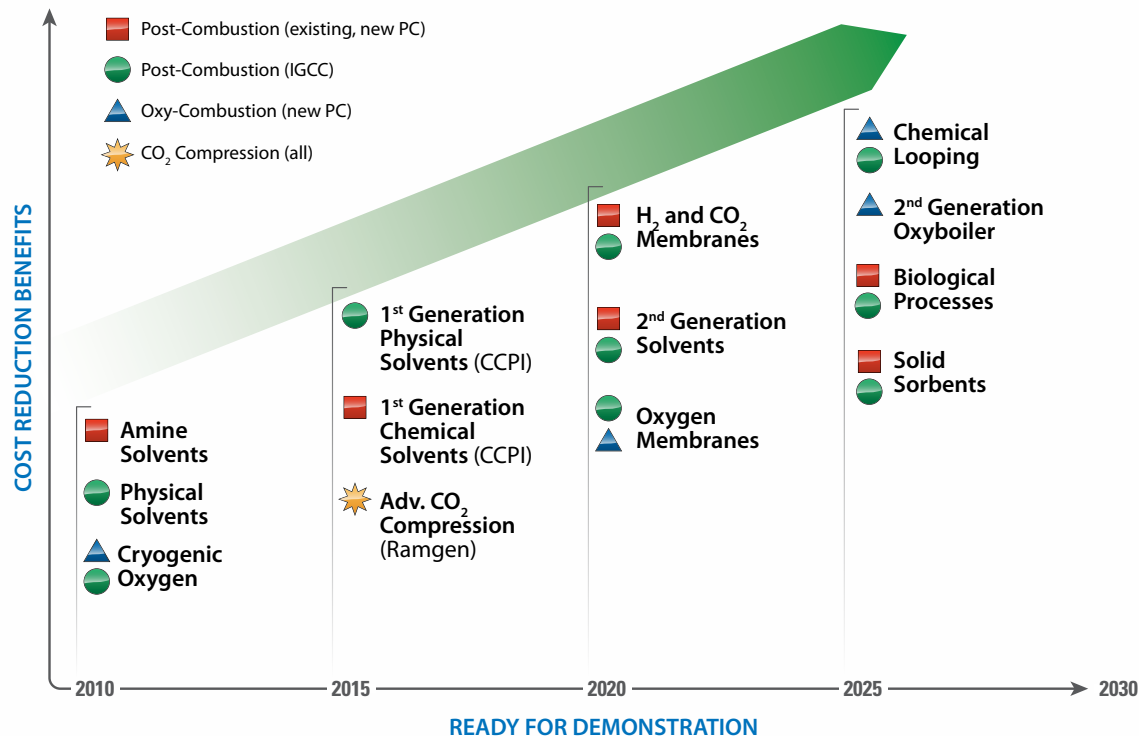 Post-Combustion (existing, new PC)
Post-Combustion (IGCC)
Oxy-Combustion (new PC)
CO₂ Compression (all)
COST REDUCTION BENEFITS
Amine
Solvents
Physical
Solvents
Cryogenic
Oxygen
1st Generation
Physical
Solvents (CCPI)
1st Generation
Chemical
Solvents (CCPI)
Adv. CO₂
Compression
(Ramgen)
H₂ and CO₂
Membranes
2nd Generation
Solvents
Oxygen
Membranes
Chemical
Looping
2nd Generation
Oxyboiler
Biological
Processes
Solid
Sorbents
2010 2015 2020 2025 2030
READY FOR DEMONSTRATION